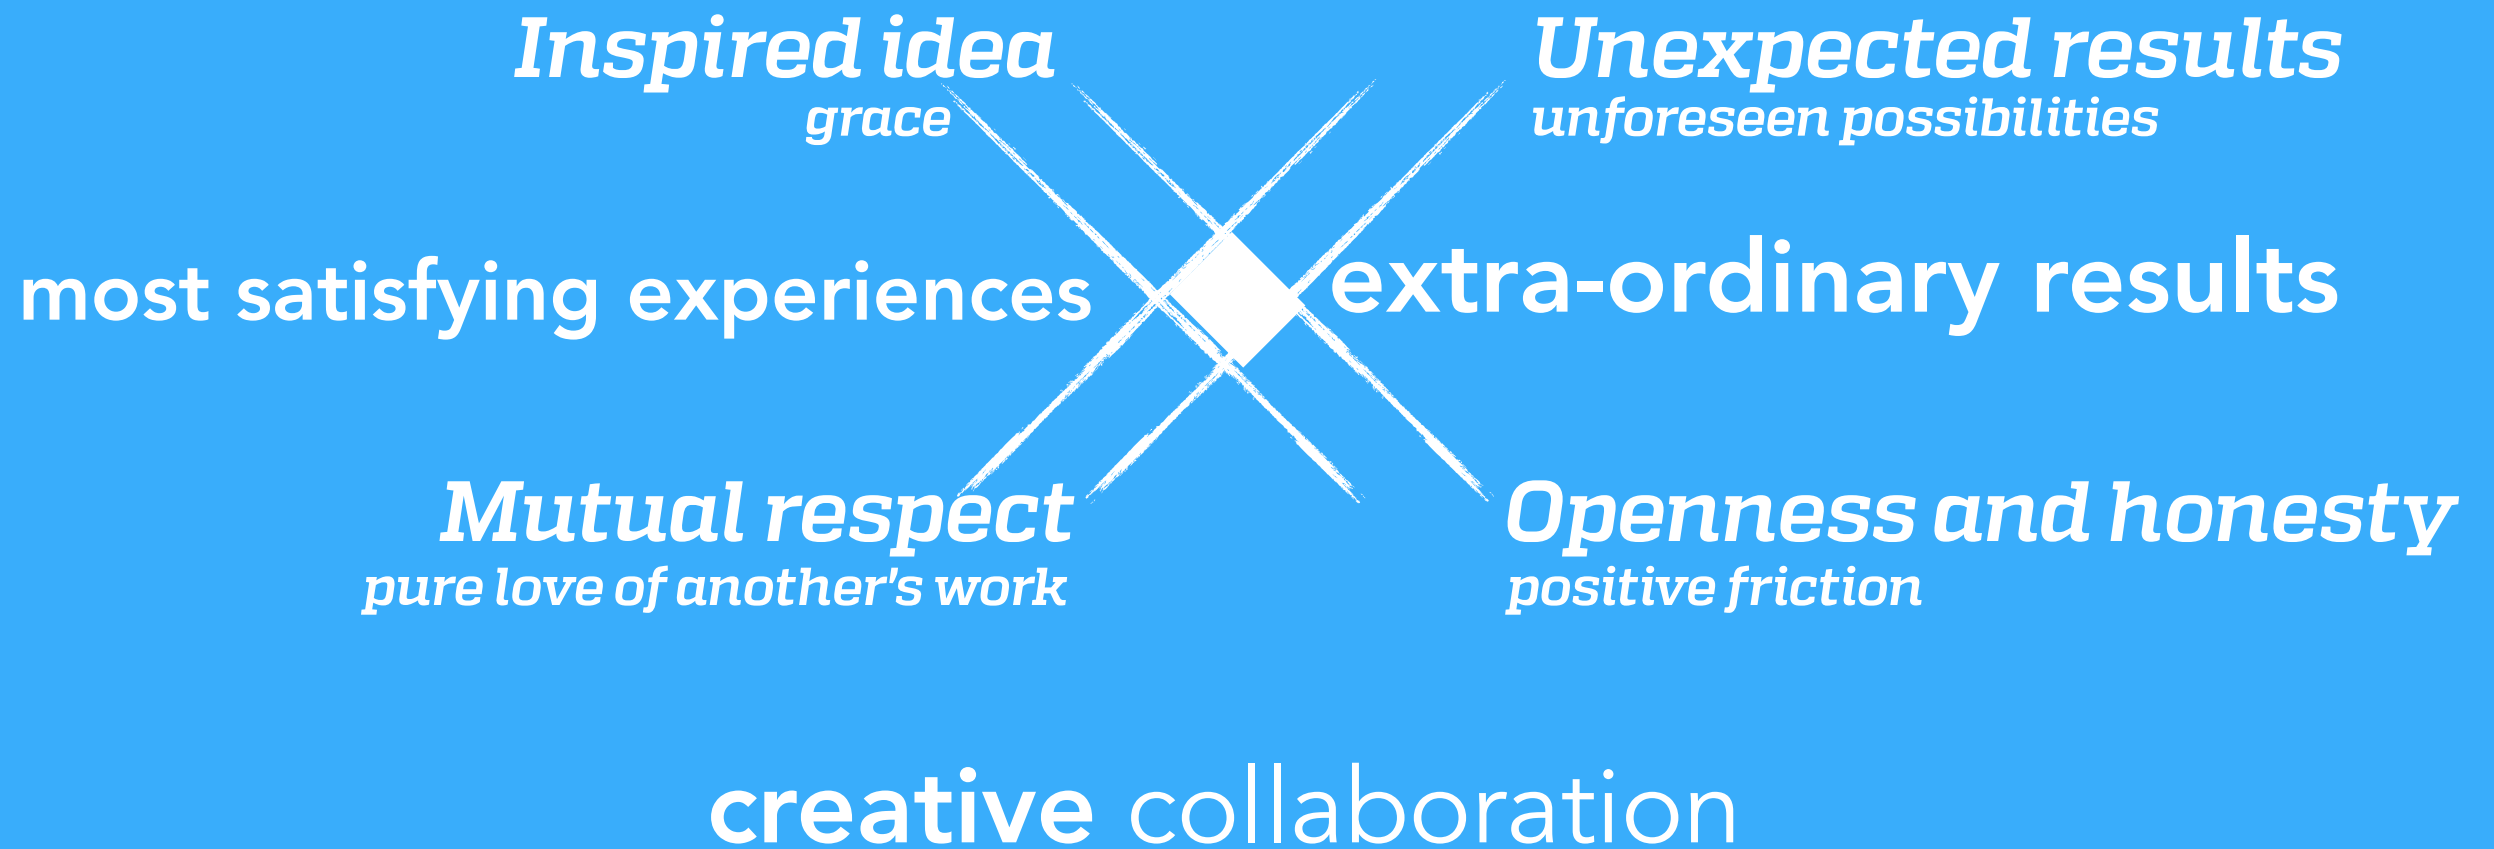 Inspired idea
grace
Unexpected results
unforeseen possibilities
most satisfying experiences
extra-ordinary results
Mutual respect
pure love of another's work
Openness and honesty
positive friction
creative collaboration